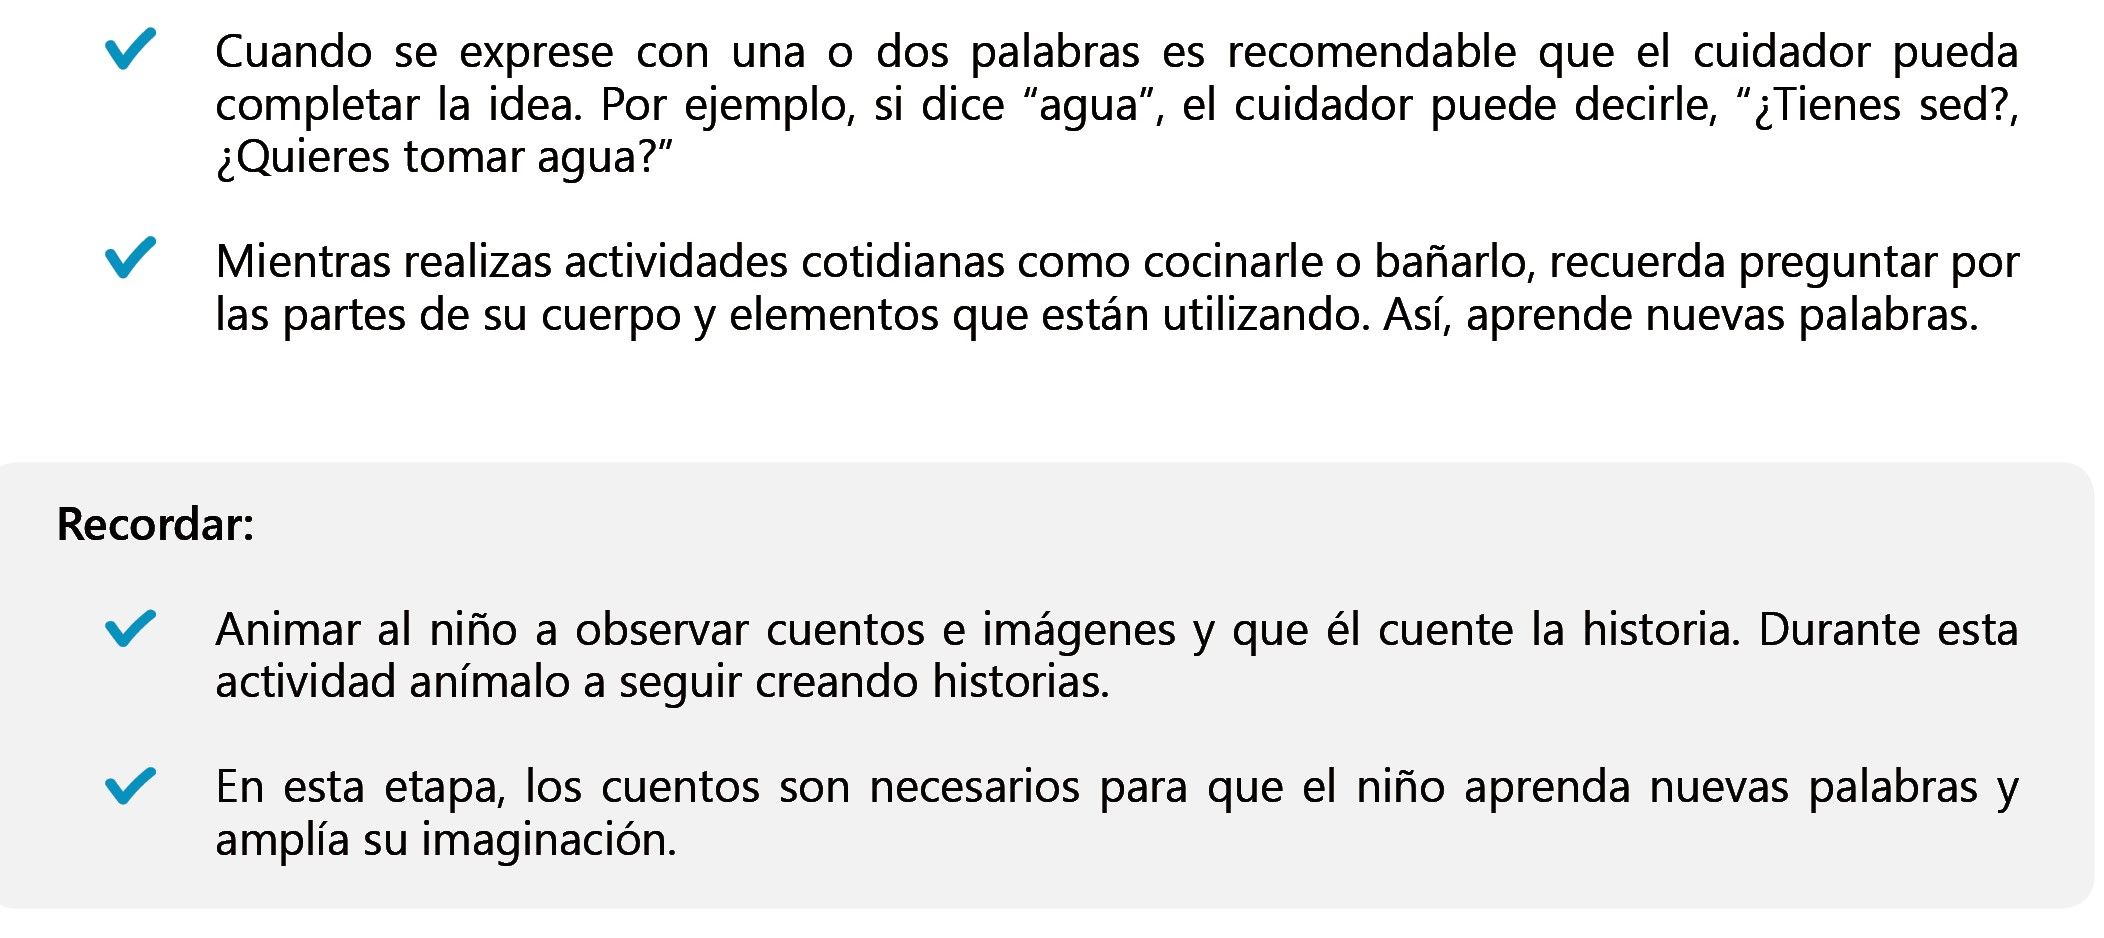 Cuando se exprese con una o dos palabras es recomendable que el cuidador pueda
completar la idea. Por ejemplo, si dice “agua”, el cuidador puede decirle, “¿Tienes sed?,
¿Quieres tomar agua?”
Mientras realizas actividades cotidianas como cocinarle o bañarlo, recuerda preguntar por
las partes de su cuerpo y elementos que están utilizando. Así, aprende nuevas palabras.
Recordar:
Animar al niño a observar cuentos e imágenes y que él cuente la historia. Durante esta
actividad anímalo a seguir creando historias.
En esta etapa, los cuentos son necesarios para que el niño aprenda nuevas palabras y
amplía su imaginación.